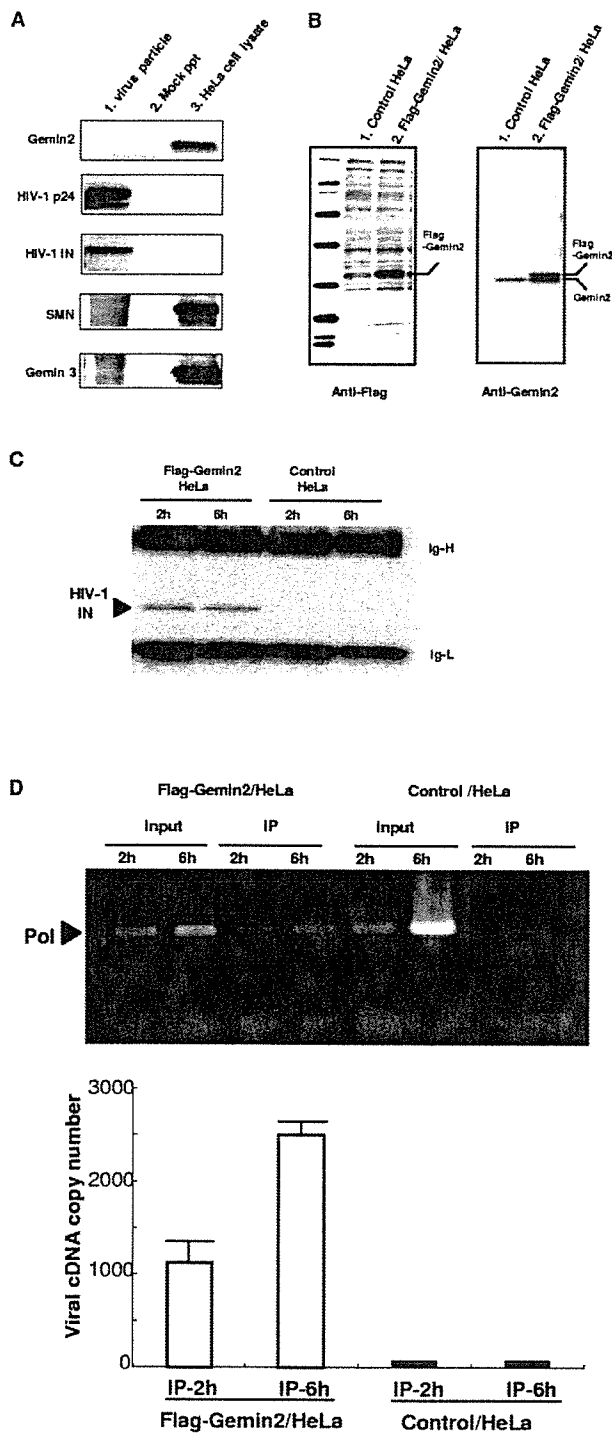 A
1. virus particle
2. Mock ppt
3. HeLa cell lysate
Gemin2
HIV-1 p24
HIV-1 IN
SMN
Gemin 3
B
1. Control HeLa
2. Flag-Gemin2/ HeLa
Flag
-Gemin2
Anti-Flag
1. Control HeLa
2. Flag-Gemin2/ HeLa
Flag
-Gemin2
Gemin2
Anti-Gemin2
C
Flag-Gemin2
HeLa
Control
HeLa
2h 6h 2h 6h
Ig-H
HIV-1
IN
Ig-L
D
Flag-Gemin2/HeLa Control /HeLa
Input IP Input IP
2h 6h 2h 6h 2h 6h 2h 6h
Pol
Viral cDNA copy number
3000
2000
1000
0
IP-2h IP-6h IP-2h IP-6h
Flag-Gemin2/HeLa Control/HeLa